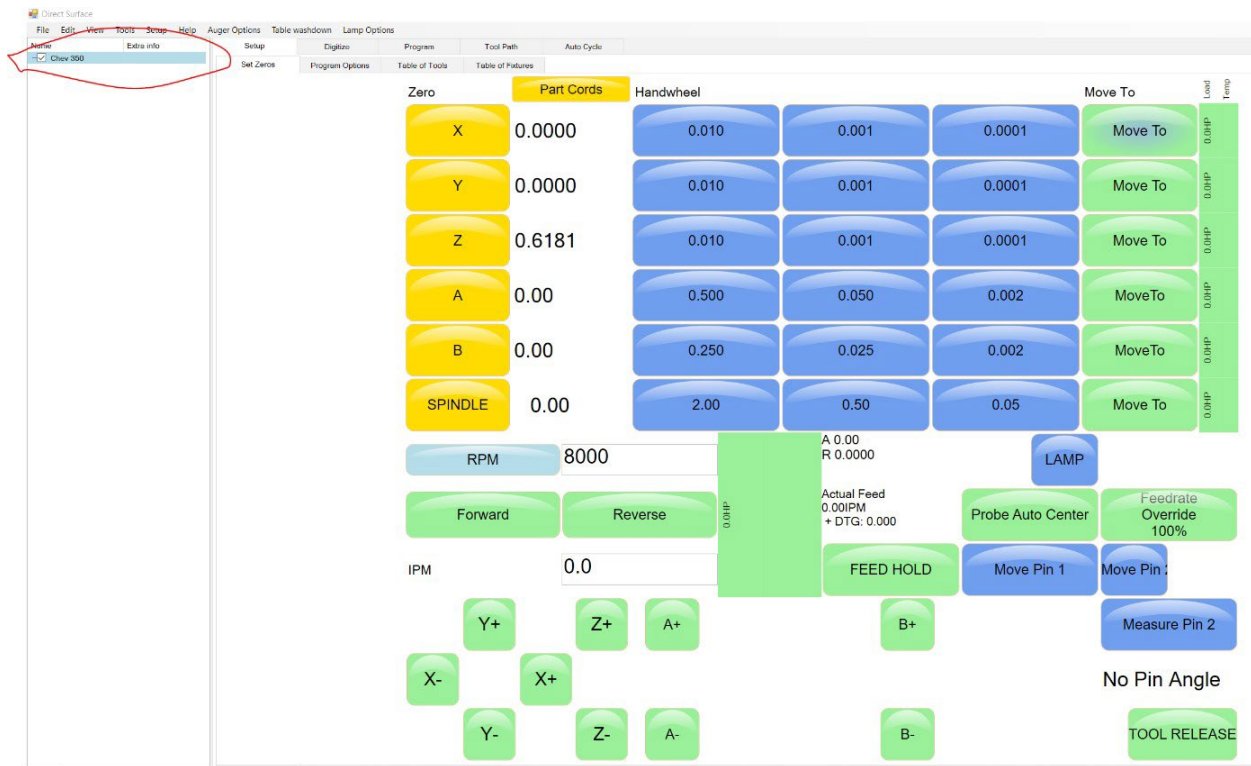 Direct Surface
File Edit View Tools Setup Help Auger Options Table washdown Lamp Options
Name Extra info
Chev 350
Setup Digitize Program Tool Path Auto Cycle
Set Zeros Program Options Table of Tools Table of Fixtures
Zero Part Cords Handwheel Move To Load Temp
X 0.0000 0.010 0.001 0.0001 Move To 0.0HP
Y 0.0000 0.010 0.001 0.0001 Move To 0.0HP
Z 0.6181 0.010 0.001 0.0001 Move To 0.0HP
A 0.00 0.500 0.050 0.002 MoveTo 0.0HP
B 0.00 0.250 0.025 0.002 MoveTo 0.0HP
SPINDLE 0.00 2.00 0.50 0.05 Move To 0.0HP
RPM 8000
A 0.00
R 0.0000
LAMP
Forward Reverse 0.0HP
Actual Feed
0.00IPM
+ DTG: 0.000
Probe Auto Center
Feedrate
Override
100%
IPM 0.0 FEED HOLD Move Pin 1 Move Pin 2
Y+ Z+ A+ B+ Measure Pin 2
X- X+ No Pin Angle
Y- Z- A- B- TOOL RELEASE